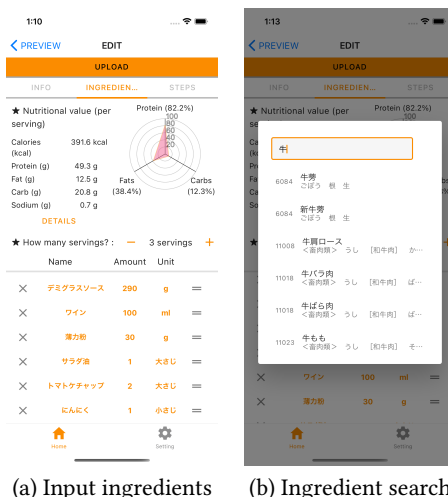 1:10
PREVIEW
EDIT
UPLOAD
INFO
INGREDIEN...
STEPS
★ Nutritional value (per
serving)
Calories 391.6 kcal
(kcal)
Protein (g) 49.3 g
Fat (g) 12.5 g
Carb (g) 20.8 g
Sodium (g) 0.7 g
DETAILS
Protein (82.2%)
100
80
60
40
20
Fats
(38.4%)
Carbs
(12.3%)
★ How many servings? : 3 servings +
Name Amount Unit
デミグラスソース 290 g
ワイン 100 ml
薄力粉 30 g
サラダ油 1 大さじ
トマトケチャップ 2 大さじ
にんにく 1 小さじ
Home
Setting
(a) Input ingredients
1:13
PREVIEW
EDIT
UPLOAD
INFO
INGREDIEN...
STEPS
★ Nutritional value (per
Protein (82.2%)
100
牛
6084 牛蒡
ごぼう 根 生
6084 新牛蒡
ごぼう 根 生
11008 牛肩ロース
<畜肉類> うし [和牛肉] か…
11018 牛バラ肉
<畜肉類> うし [和牛肉] ば…
11018 牛ばら肉
<畜肉類> うし [和牛肉] ば…
11023 牛もも
<畜肉類> うし [和牛肉] そ…
ワイン 100 ml
薄力粉 30 g
Home
Setting
(b) Ingredient search